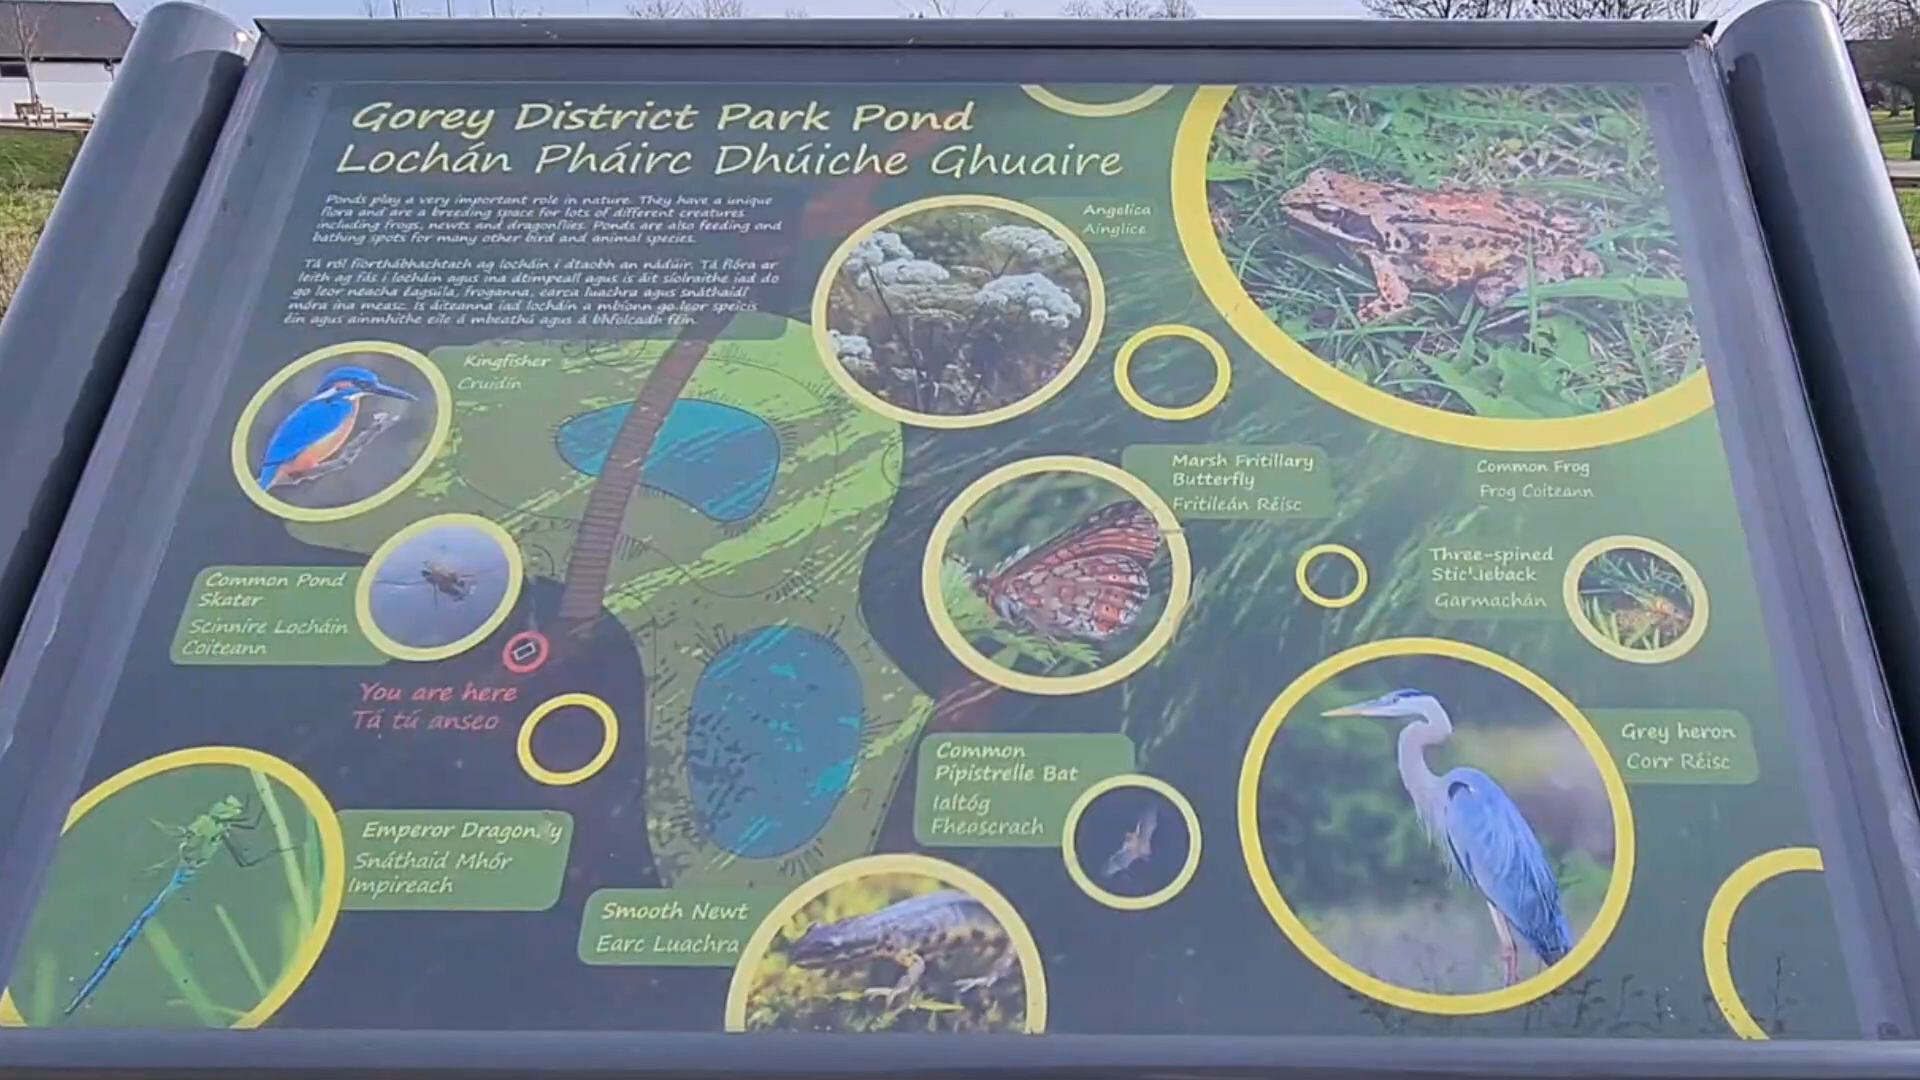 Gorey District Park Pond
Lochán Pháirc Dhúiche Ghuaire
Ponds play a very important role in nature. They have a unique
flora and are a breeding space for lots of different creatures
including frogs, newts and dragonflies. Ponds are also feeding and
bathing spots for many other bird and animal species.
Tá ról fíorthábhachtach ag locháin i dtaobh an nádúir. Tá flóra ar
leith ag fás i locháin agus ina dtimpeall agus is áit síolraithe iad do
go leor neacha éagsúla, froganna, earca luachra agus snáthaidí
móra ina measc. Is áiteanna iad locháin a mbíonn go leor speicis
éin agus ainmhithe eile á mbeathú agus á bhfolcadh féin.
Angelica
Ainglice
Kingfisher
Cruidín
Marsh Fritillary
Butterfly
Fritileán Réisc
Common Frog
Frog Coiteann
Three-spined
Garmachán
Common Pond
Skater
Scinnire Locháin
Coiteann
You are here
Tá tú anseo
Grey heron
Corr Réisc
Common
Pipistrelle Bat
Ialtóg
Fheascrach
Emperor
Snáthaid Mhór
Impireach
Smooth Newt
Earc Luachra